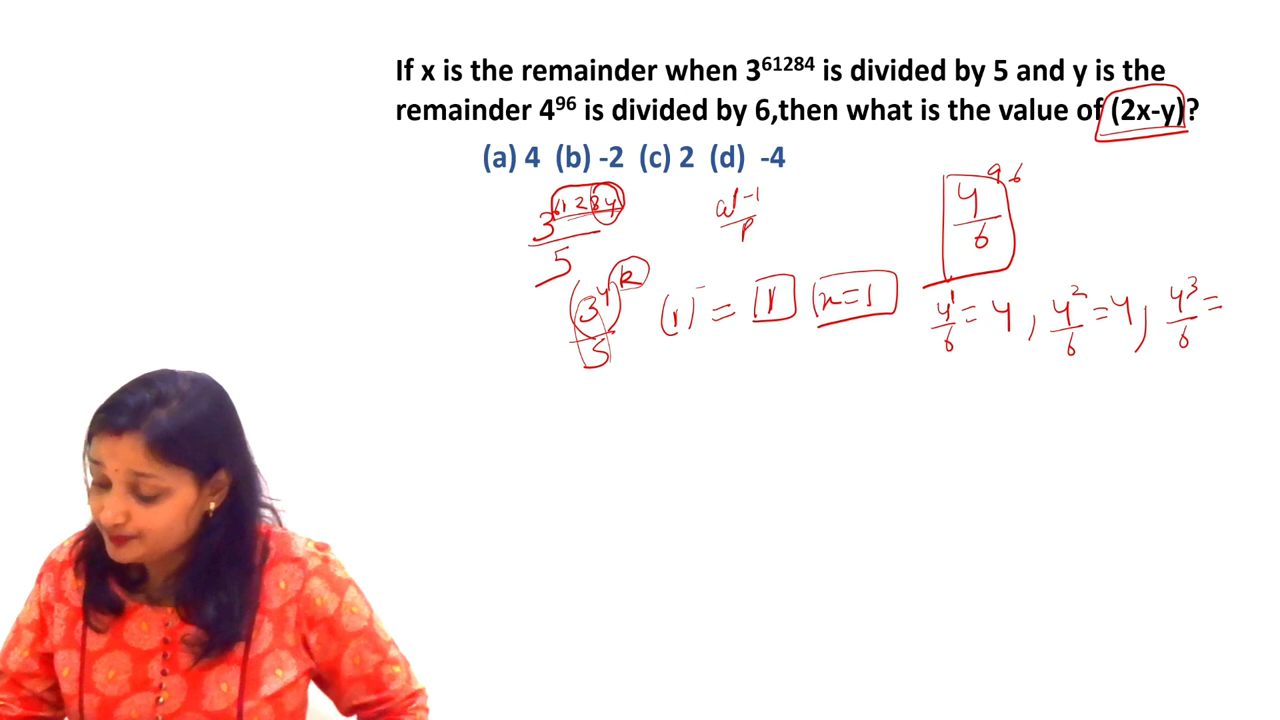 If x is the remainder when 3^61284 is divided by 5 and y is the
remainder 4^96 is divided by 6,then what is the value of (2x-y)?
(a) 4 (b) -2 (c) 2 (d) -4
3^61284/5
4^96/6
(3^4)^k/5 (1) = 1
4^1/6 = 4 , 4^2/6 = 4 , 4^3/6 =